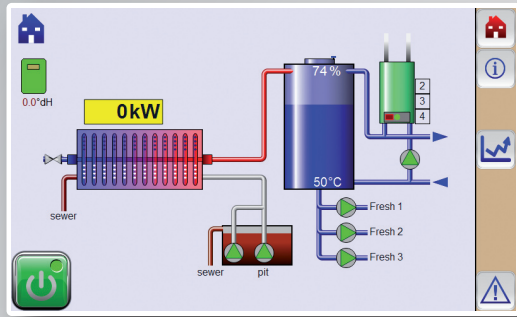 74 %
0.0°dH
0kW
2
3
4
50°C
sewer
Fresh 1
Fresh 2
Fresh 3
sewer
pit